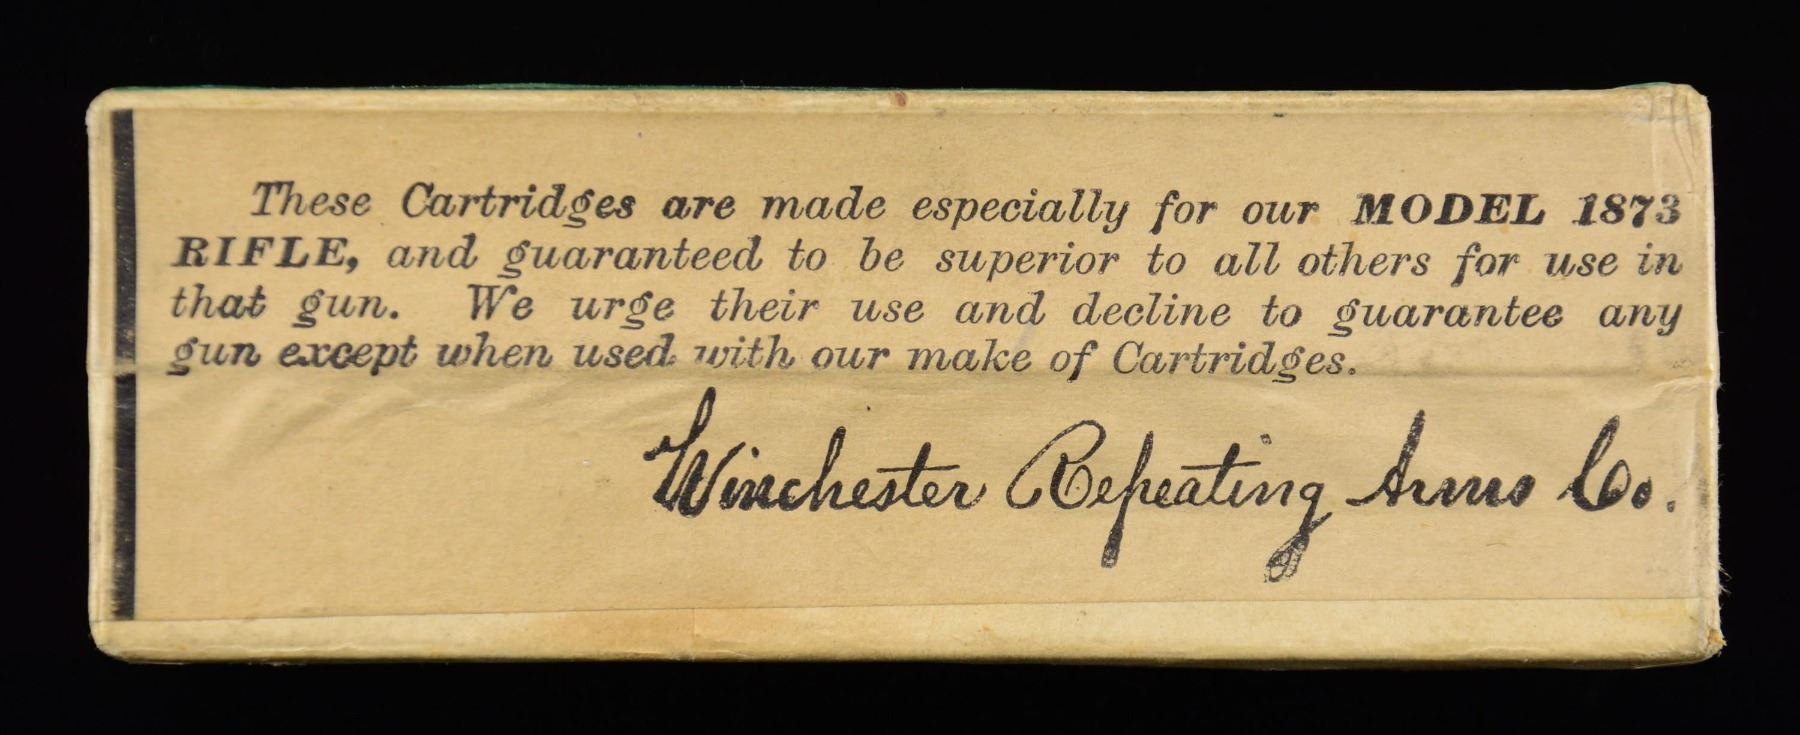 These Cartridges are made especially for our MODEL 1873
RIFLE, and guaranteed to be superior to all others for use in
that gun. We urge their use and decline to guarantee any
gun except when used with our make of Cartridges.
Winchester Repeating Arms Co.